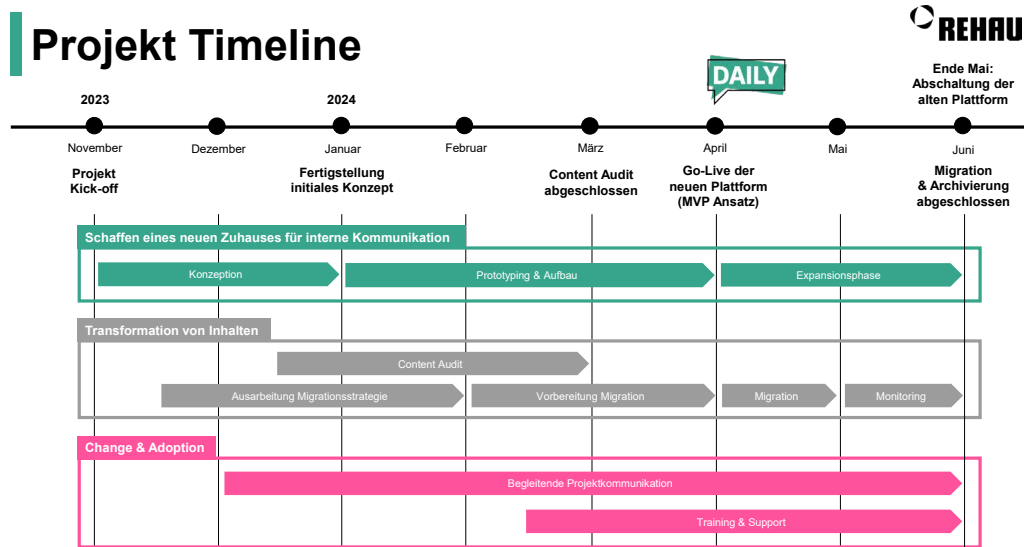 Projekt Timeline
REHAU
DAILY
Ende Mai:
Abschaltung der
alten Plattform
2023
2024
November
Dezember
Januar
Februar
März
April
Mai
Juni
Projekt
Kick-off
Fertigstellung
initiales Konzept
Content Audit
abgeschlossen
Go-Live der
neuen Plattform
(MVP Ansatz)
Migration
& Archivierung
abgeschlossen
Schaffen eines neuen Zuhauses für interne Kommunikation
Konzeption
Prototyping & Aufbau
Expansionsphase
Transformation von Inhalten
Content Audit
Ausarbeitung Migrationsstrategie
Vorbereitung Migration
Migration
Monitoring
Change & Adoption
Begleitende Projektkommunikation
Training & Support